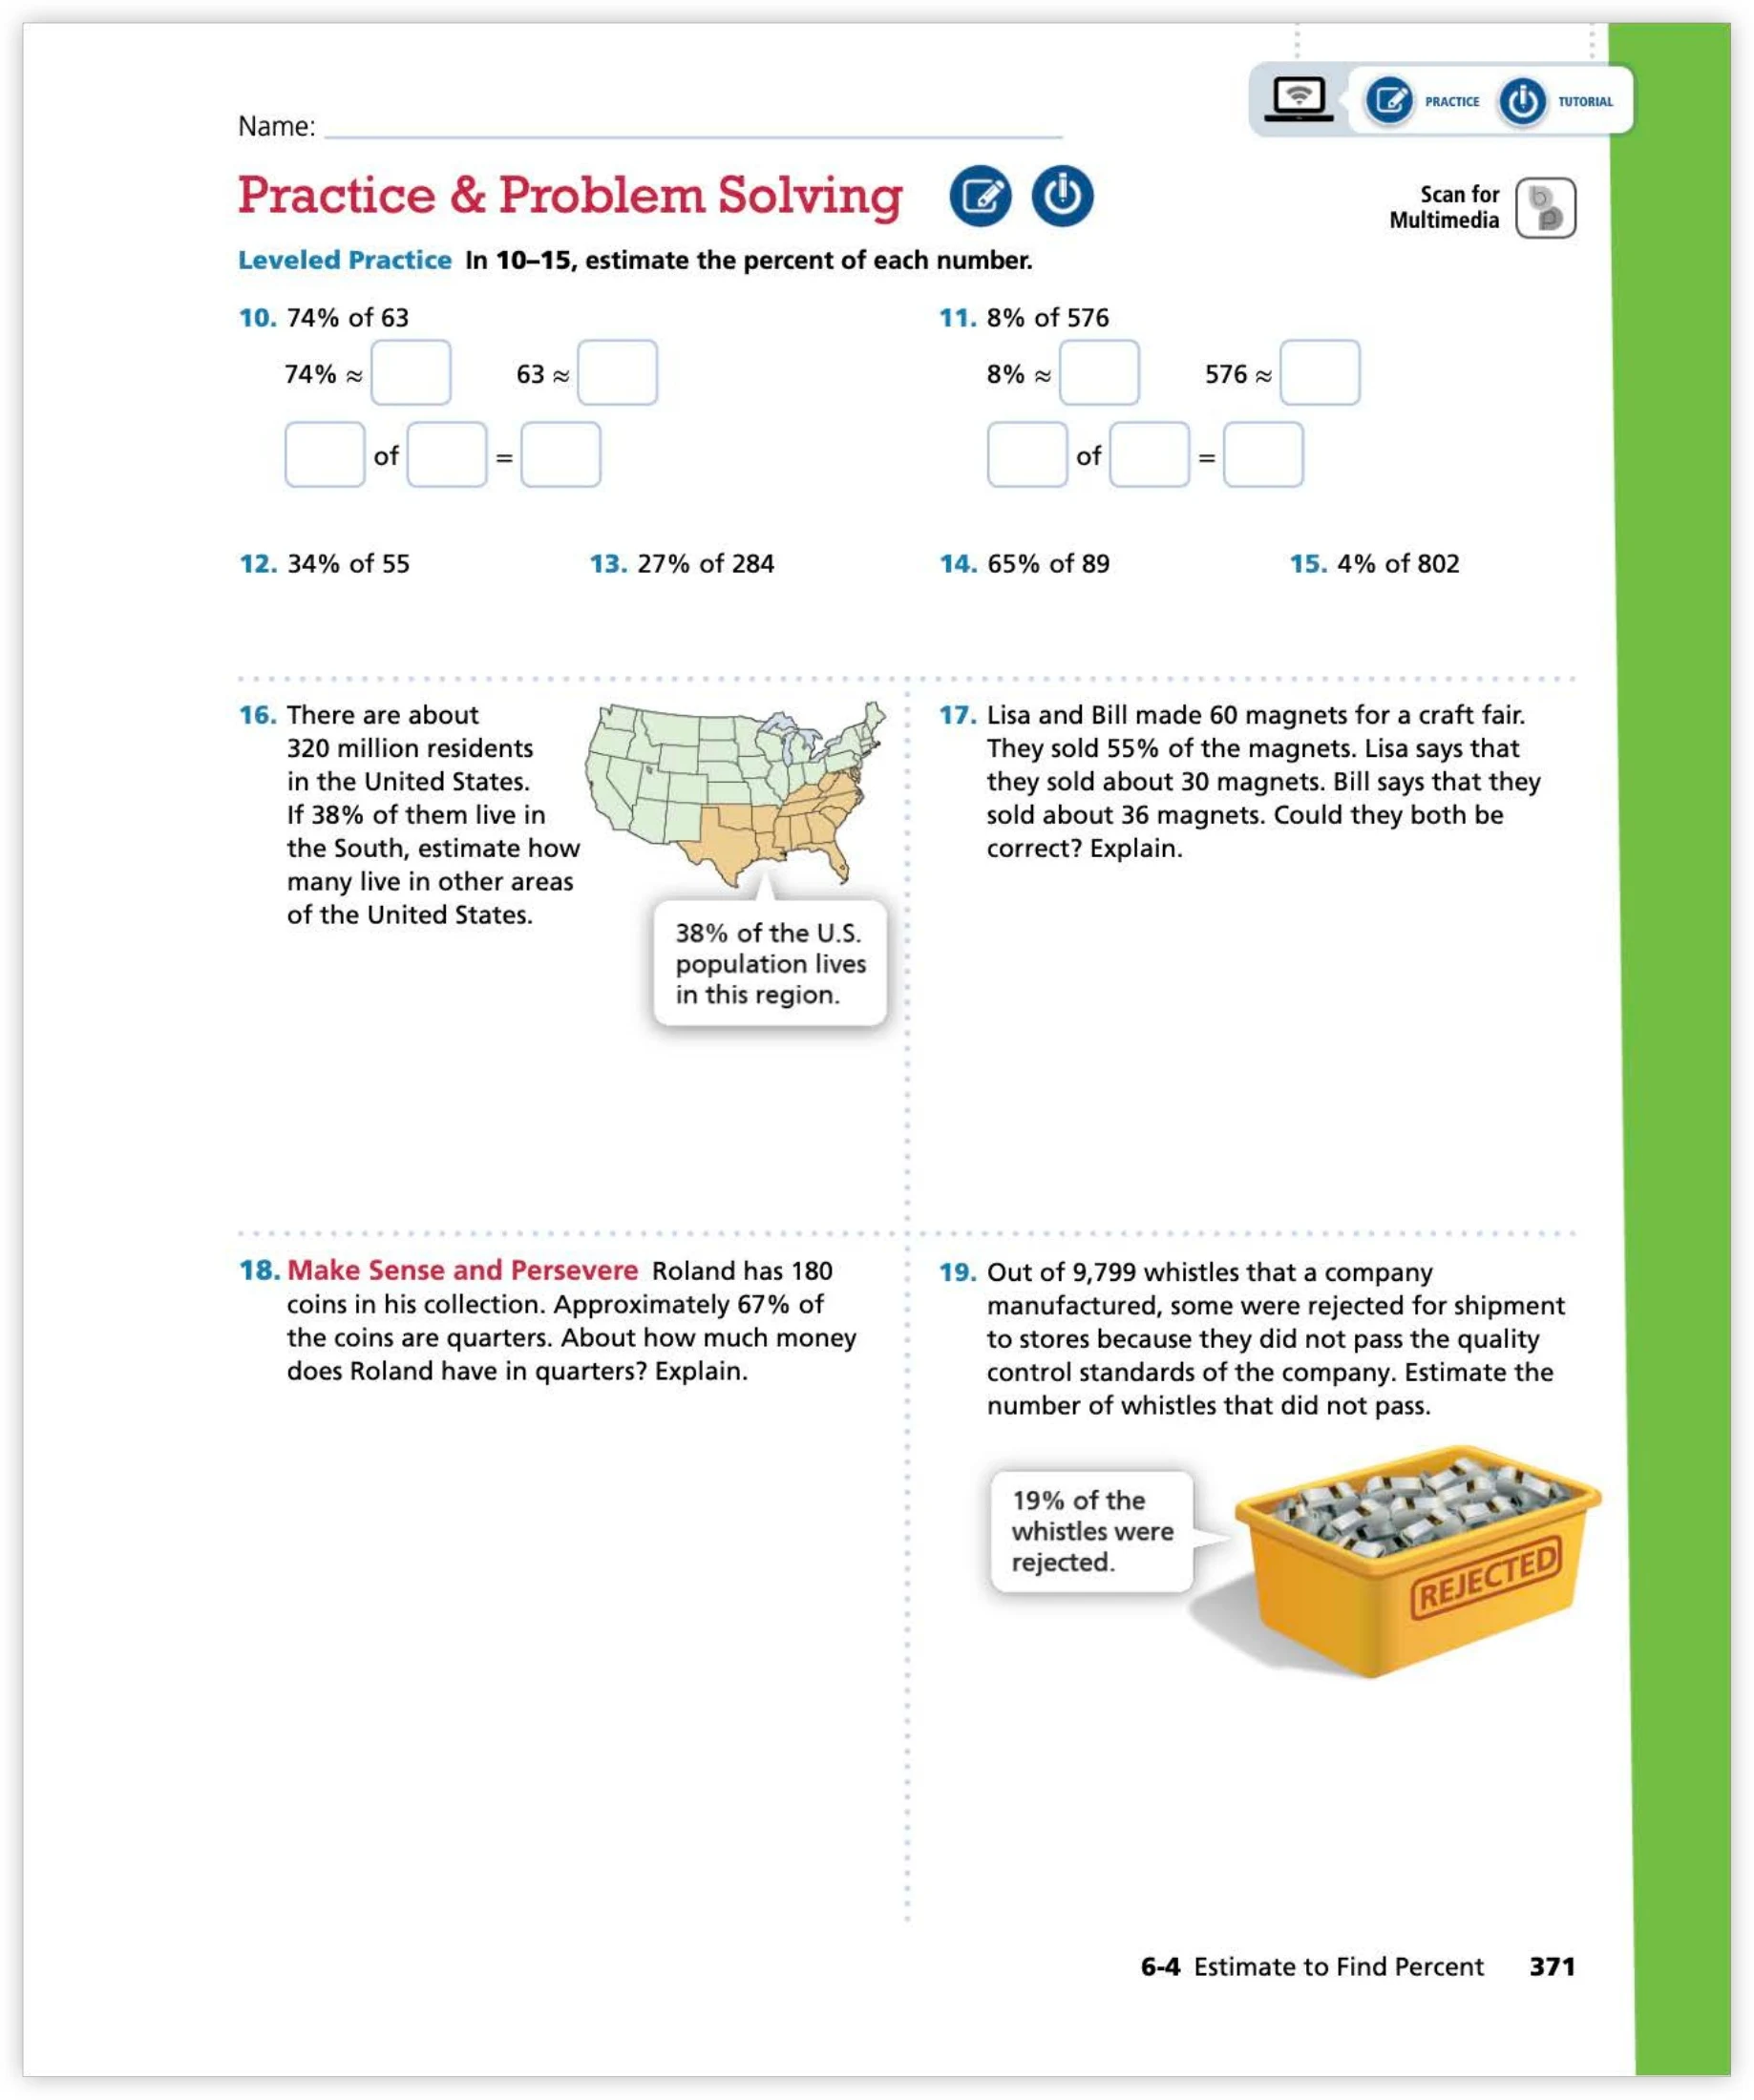 PRACTICE
TUTORIAL
Name:
Practice & Problem Solving
Scan for
Multimedia
Leveled Practice In 10–15, estimate the percent of each number.
10. 74% of 63
74% ≈
63 ≈
of
=
11. 8% of 576
8% ≈
576 ≈
of
=
12. 34% of 55
13. 27% of 284
14. 65% of 89
15. 4% of 802
16. There are about
320 million residents
in the United States.
If 38% of them live in
the South, estimate how
many live in other areas
of the United States.
38% of the U.S.
population lives
in this region.
17. Lisa and Bill made 60 magnets for a craft fair.
They sold 55% of the magnets. Lisa says that
they sold about 30 magnets. Bill says that they
sold about 36 magnets. Could they both be
correct? Explain.
18. Make Sense and Persevere Roland has 180
coins in his collection. Approximately 67% of
the coins are quarters. About how much money
does Roland have in quarters? Explain.
19. Out of 9,799 whistles that a company
manufactured, some were rejected for shipment
to stores because they did not pass the quality
control standards of the company. Estimate the
number of whistles that did not pass.
19% of the
whistles were
rejected.
REJECTED
6-4 Estimate to Find Percent 371